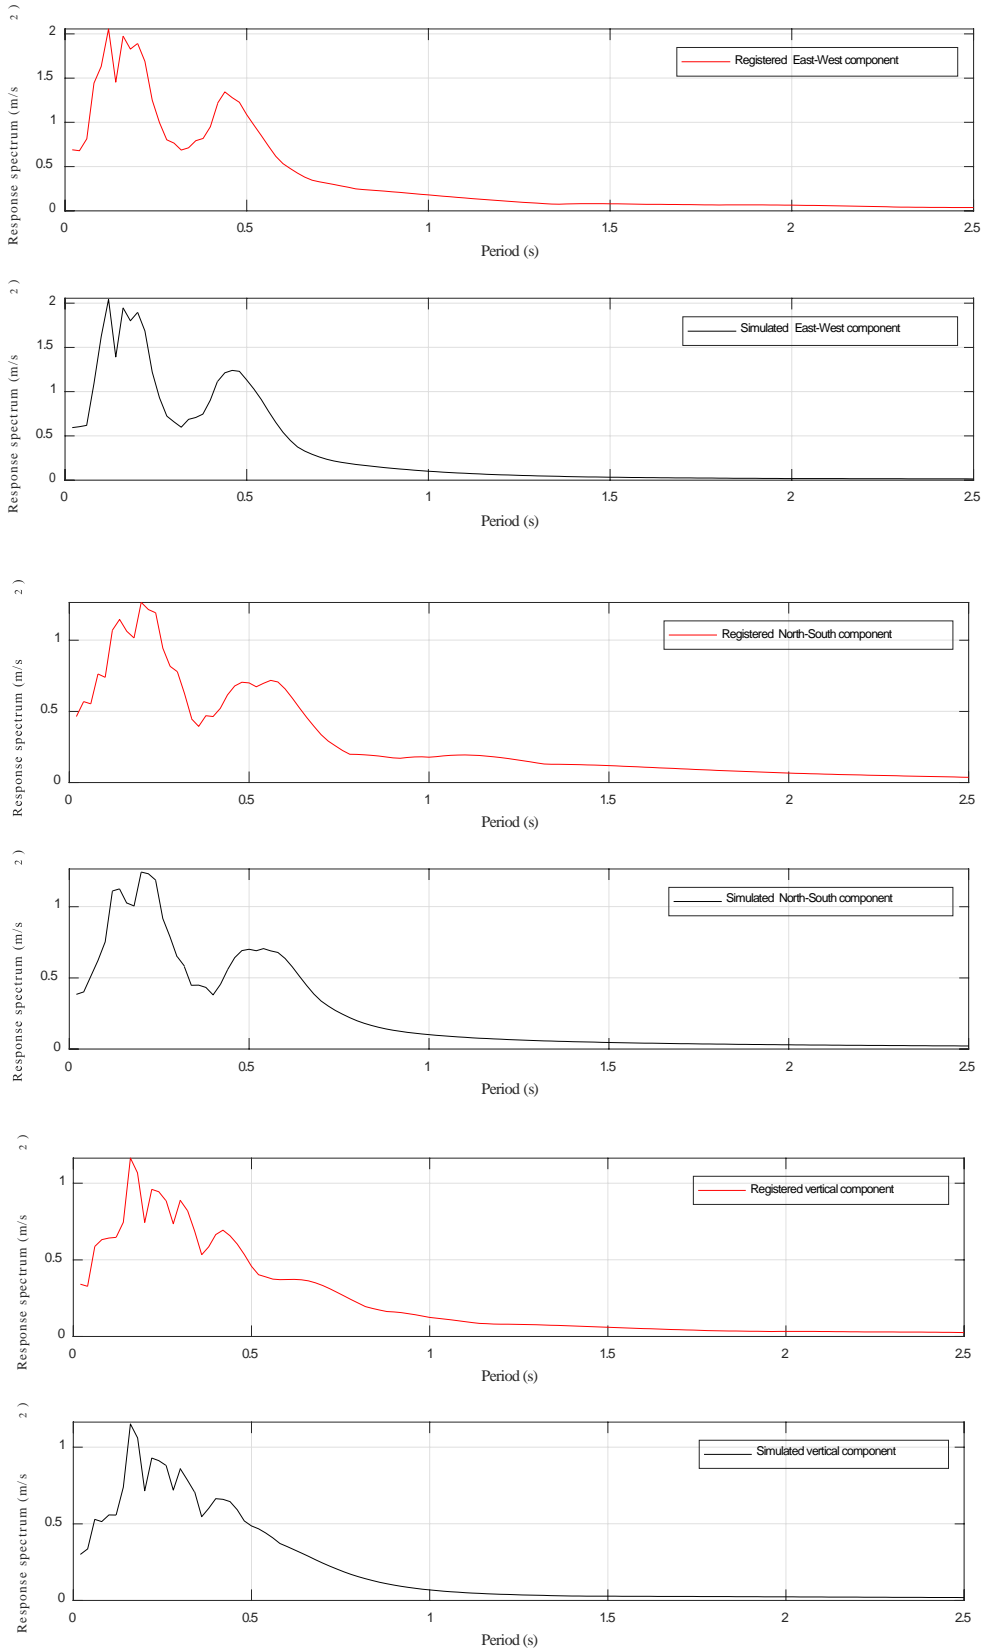 Response spectrum (m/s2)
2
1.5
1
0.5
0
Registered East-West component
0 0.5 1 1.5 2 2.5
Period (s)
Response spectrum (m/s2)
2
1.5
1
0.5
0
Simulated East-West component
0 0.5 1 1.5 2 2.5
Period (s)
Response spectrum (m/s2)
1
0.5
0
Registered North-South component
0 0.5 1 1.5 2 2.5
Period (s)
Response spectrum (m/s2)
1
0.5
0
Simulated North-South component
0 0.5 1 1.5 2 2.5
Period (s)
Response spectrum (m/s2)
1
0.5
0
Registered vertical component
0 0.5 1 1.5 2 2.5
Period (s)
Response spectrum (m/s2)
1
0.5
0
Simulated vertical component
0 0.5 1 1.5 2 2.5
Period (s)